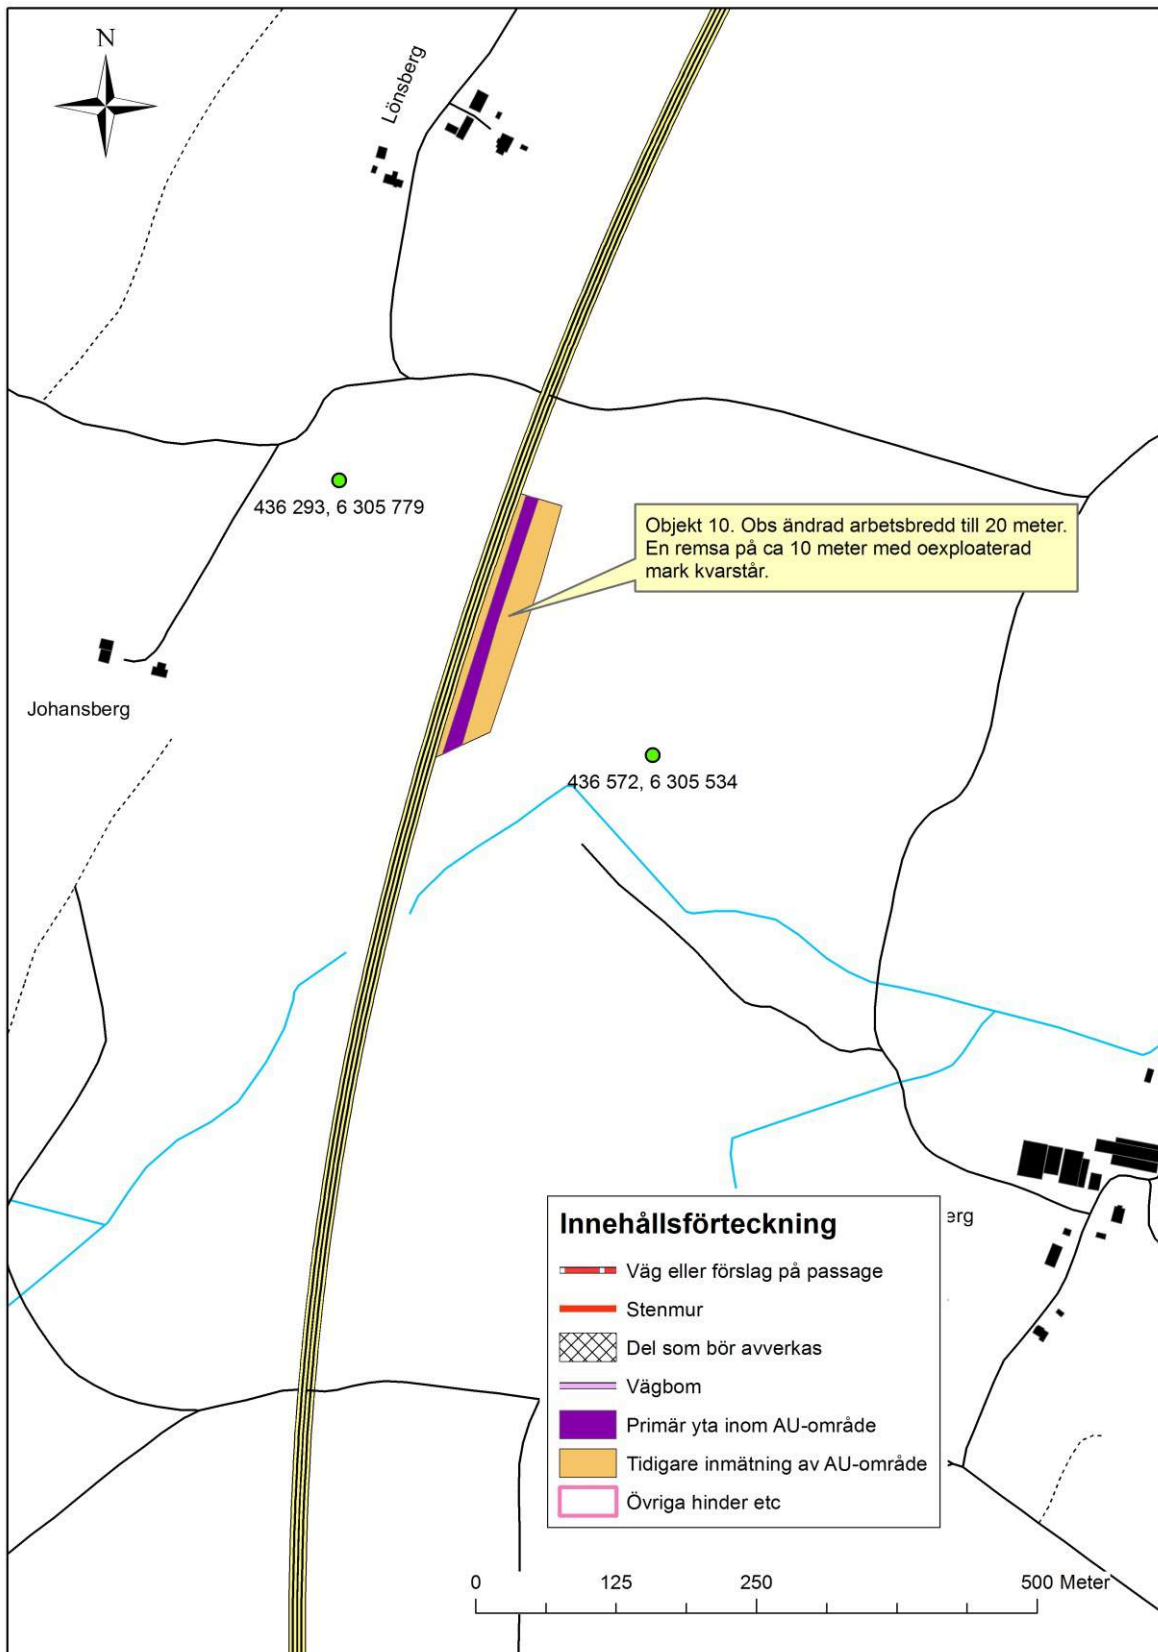 N
Lönsberg
436 293, 6 305 779
Objekt 10. Obs ändrad arbetsbredd till 20 meter.
En remsa på ca 10 meter med oexploaterad
mark kvarstår.
Johansberg
436 572, 6 305 534
Innehållsförteckning
erg
Väg eller förslag på passage
Stenmur
Del som bör avverkas
Vägbom
Primär yta inom AU-område
Tidigare inmätning av AU-område
Övriga hinder etc
0 125 250 500 Meter